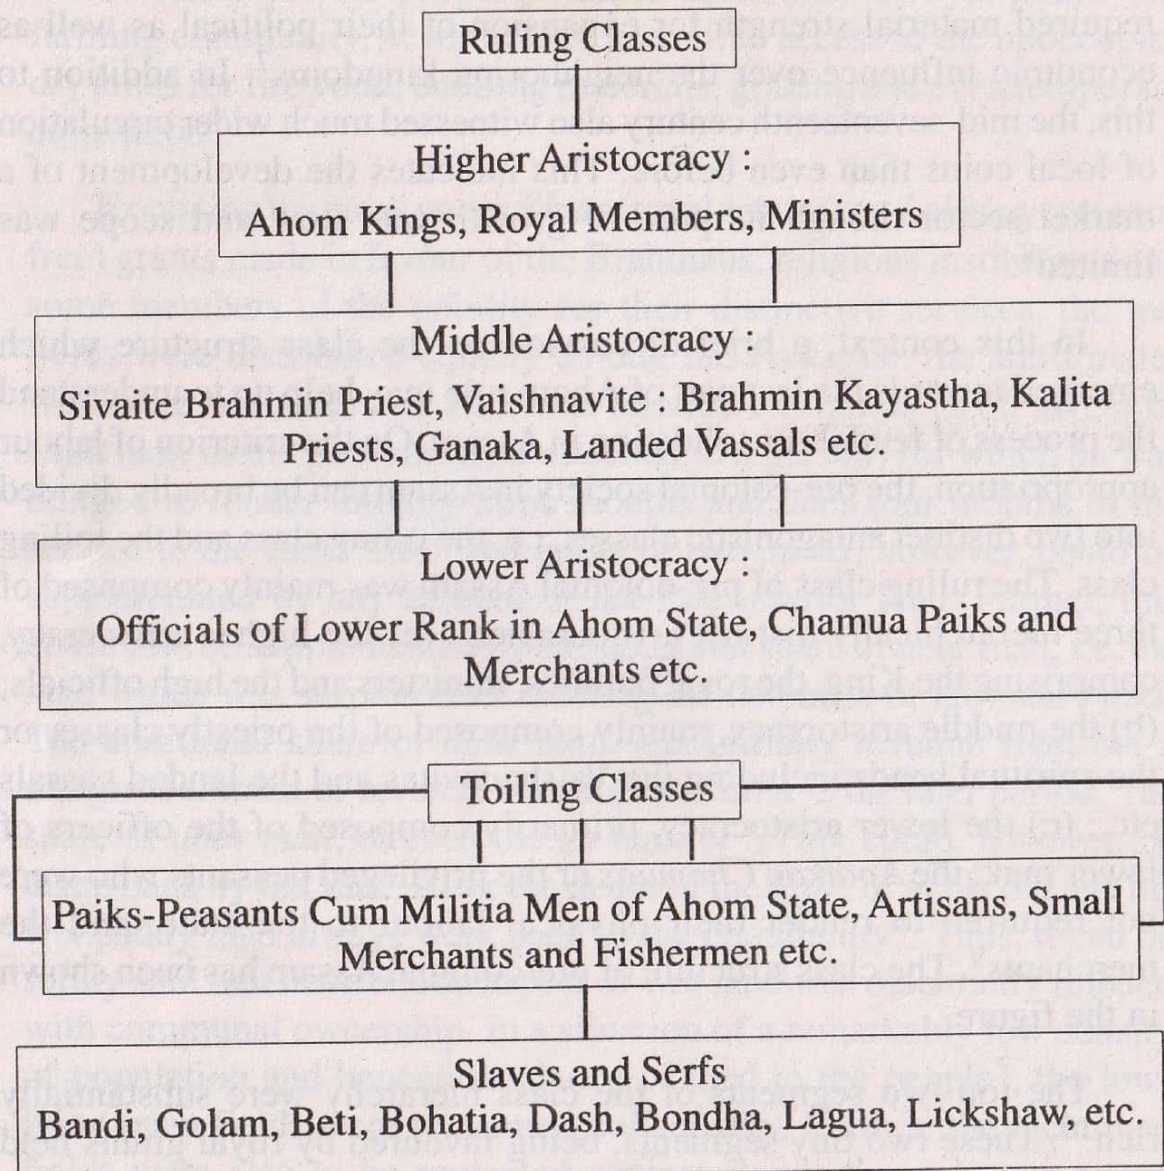 Ruling Classes
Higher Aristocracy :
Ahom Kings, Royal Members, Ministers
Middle Aristocracy :
Sivaite Brahmin Priest, Vaishnavite : Brahmin Kayastha, Kalita
Priests, Ganaka, Landed Vassals etc.
Lower Aristocracy :
Officials of Lower Rank in Ahom State, Chamua Paiks and
Merchants etc.
Toiling Classes
Paiks-Peasants Cum Militia Men of Ahom State, Artisans, Small
Merchants and Fishermen etc.
Slaves and Serfs
Bandi, Golam, Beti, Bohatia, Dash, Bondha, Lagua, Lickshaw, etc.